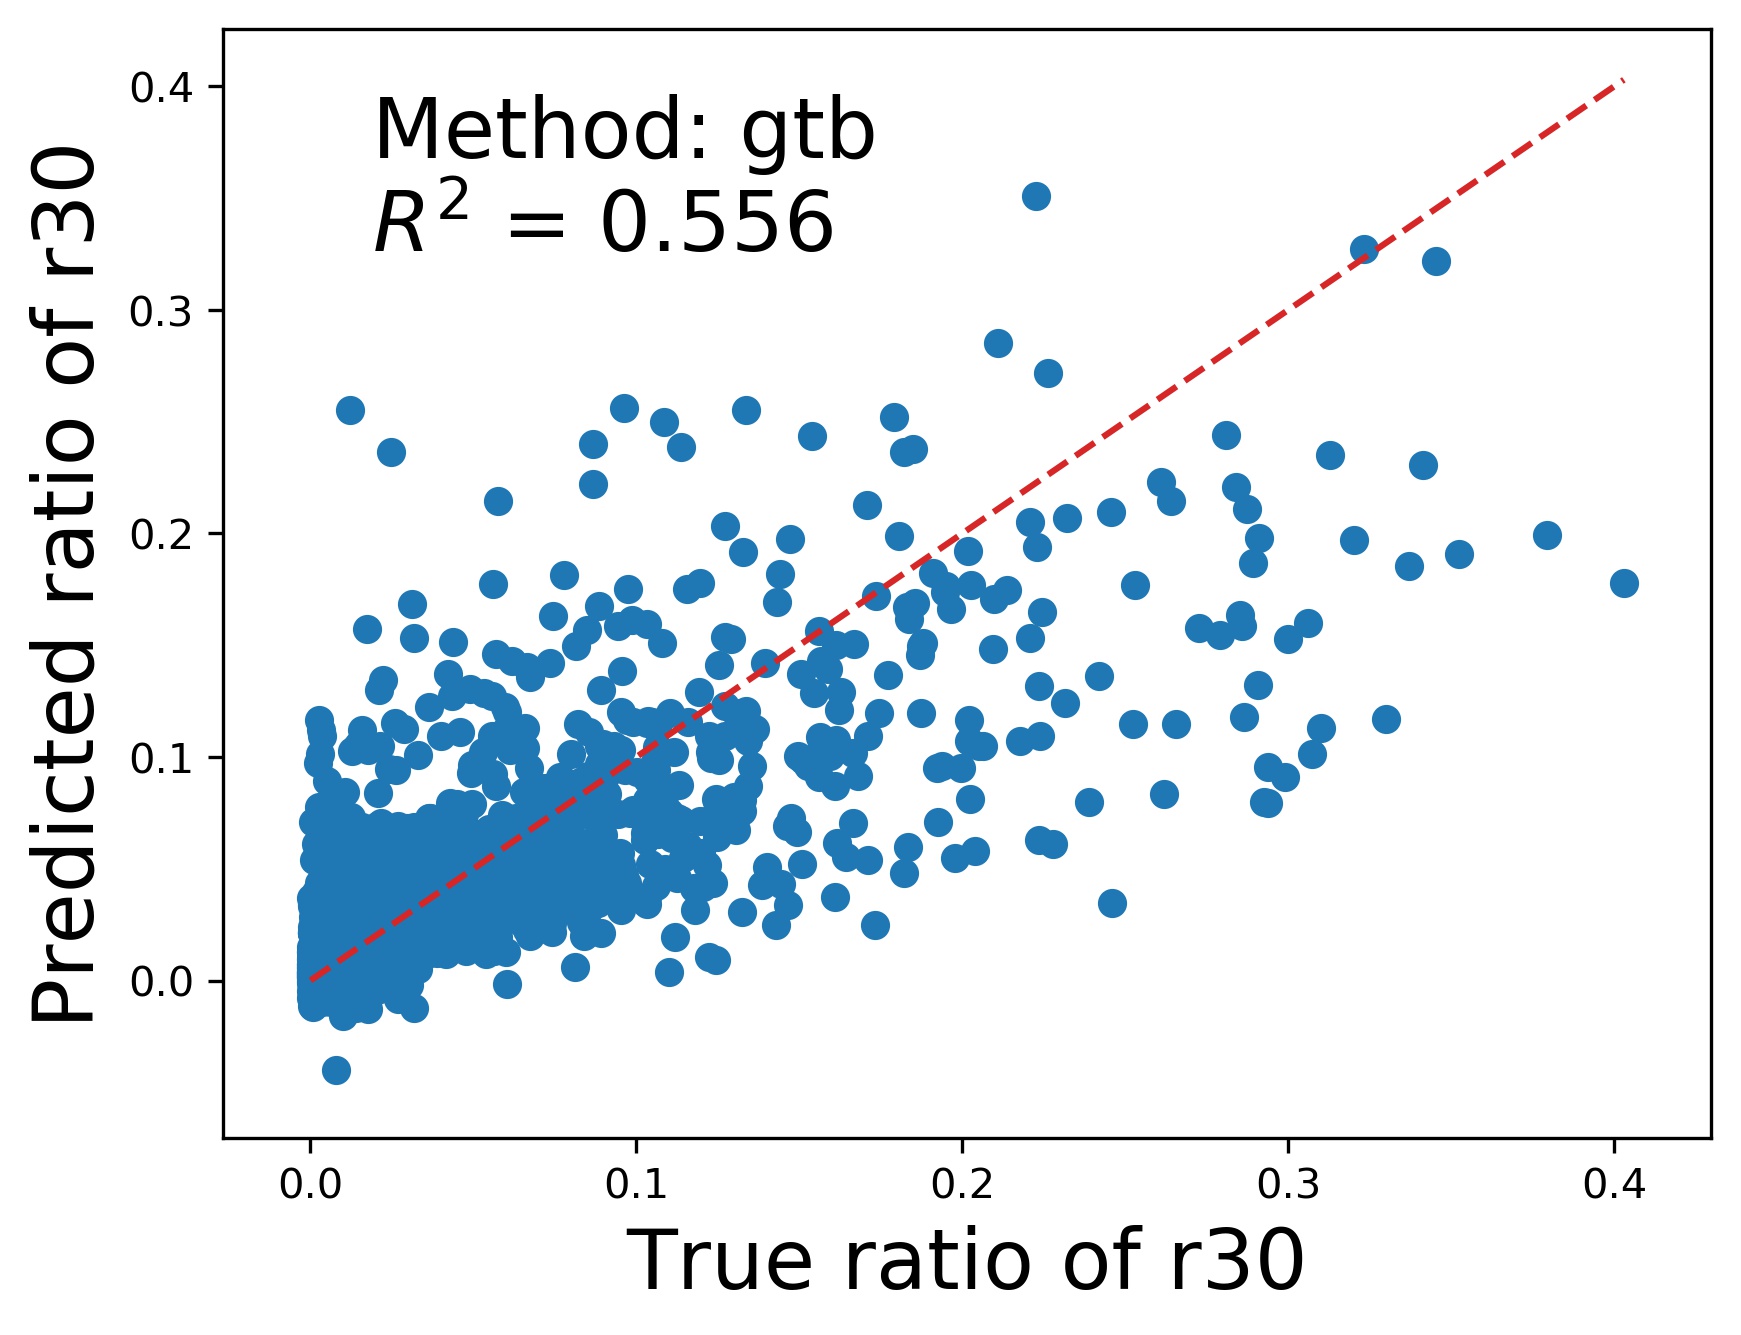 Method: gtb
R² = 0.556
Predicted ratio of r30
0.4
0.3
0.2
0.1
0.0
0.0 0.1 0.2 0.3 0.4
True ratio of r30